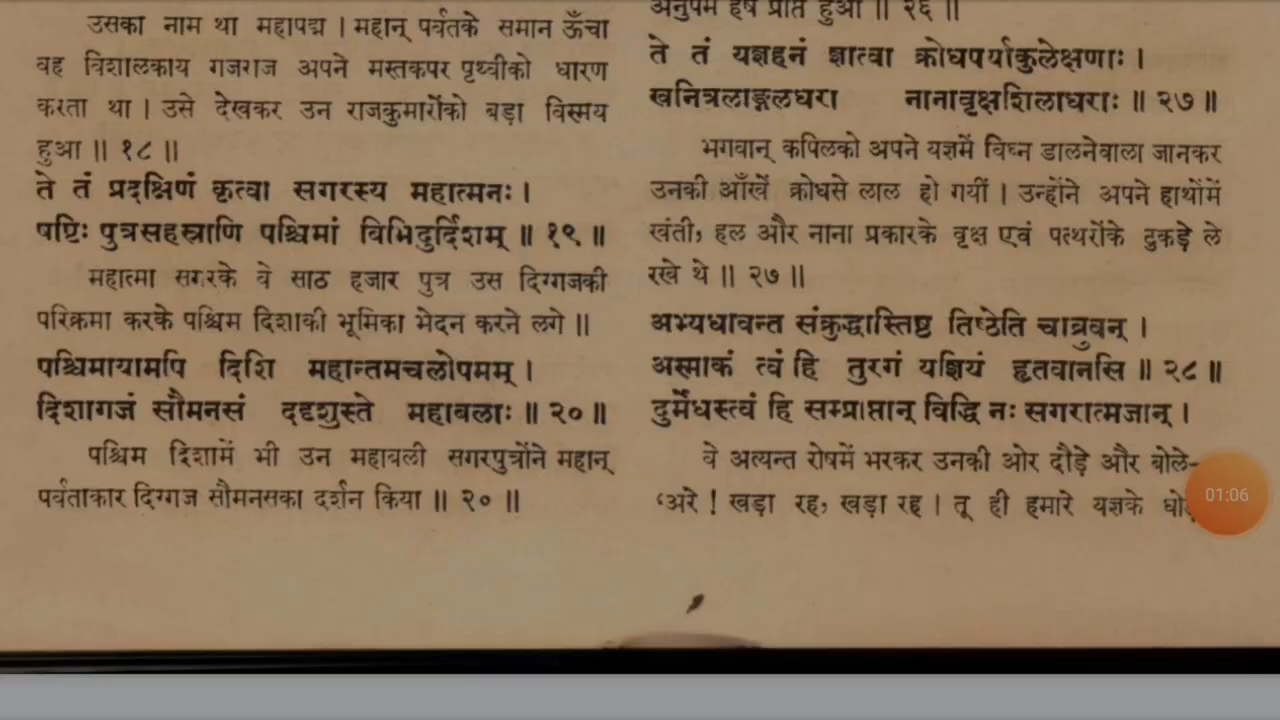 उसका नाम था महापद्म । महान् पर्वतके समान ऊँचा
वह विशालकाय गजराज अपने मस्तकपर पृथ्वीको धारण
करता था । उसे देखकर उन राजकुमारोंको बड़ा विस्मय
हुआ ॥ १८ ॥
ते तं प्रदक्षिणं कृत्वा सगरस्य महात्मनः ।
षष्टिः पुत्रसहस्राणि पश्चिमां बिभिदुर्दिशम् ॥ १९ ॥
महात्मा सगरके वे साठ हजार पुत्र उस दिग्गजकी
परिक्रमा करके पश्चिम दिशाकी भूमिका भेदन करने लगे ॥
पश्चिमायामपि दिशि महान्तमचलोपमम् ।
दिशागजं सौमनसं ददृशुस्ते महाबलाः ॥ २० ॥
पश्चिम दिशामें भी उन महाबली सगरपुत्रोंने महान्
पर्वताकार दिग्गज सौमनसका दर्शन किया ॥ २० ॥
अनुपम हर्ष प्राप्त हुआ ॥ २६ ॥
ते तं यज्ञहनं ज्ञात्वा क्रोधपर्याकुलेक्षणाः ।
खनित्रलाङ्गलधरा नानावृक्षशिलाधराः ॥ २७ ॥
भगवान् कपिलको अपने यज्ञमें विघ्न डालनेवाला जानकर
उनकी आँखें क्रोधसे लाल हो गयीं । उन्होंने अपने हाथोंमें
खंती, हल और नाना प्रकारके वृक्ष एवं पत्थरोंके टुकड़े ले
रखे थे ॥ २७ ॥
अभ्यधावन्त संक्रुद्धास्तिष्ठ तिष्ठेति चाब्रुवन् ।
अस्माकं त्वं हि तुरगं यज्ञियं हृतवानसि ॥ २८ ॥
दुर्मेधस्त्वं हि सम्प्राप्तान् विद्धि नः सगरात्मजान् ।
वे अत्यन्त रोषमें भरकर उनकी ओर दौड़े और बोले-
‘अरे ! खड़ा रह, खड़ा रह । तू ही हमारे यज्ञके
01:06